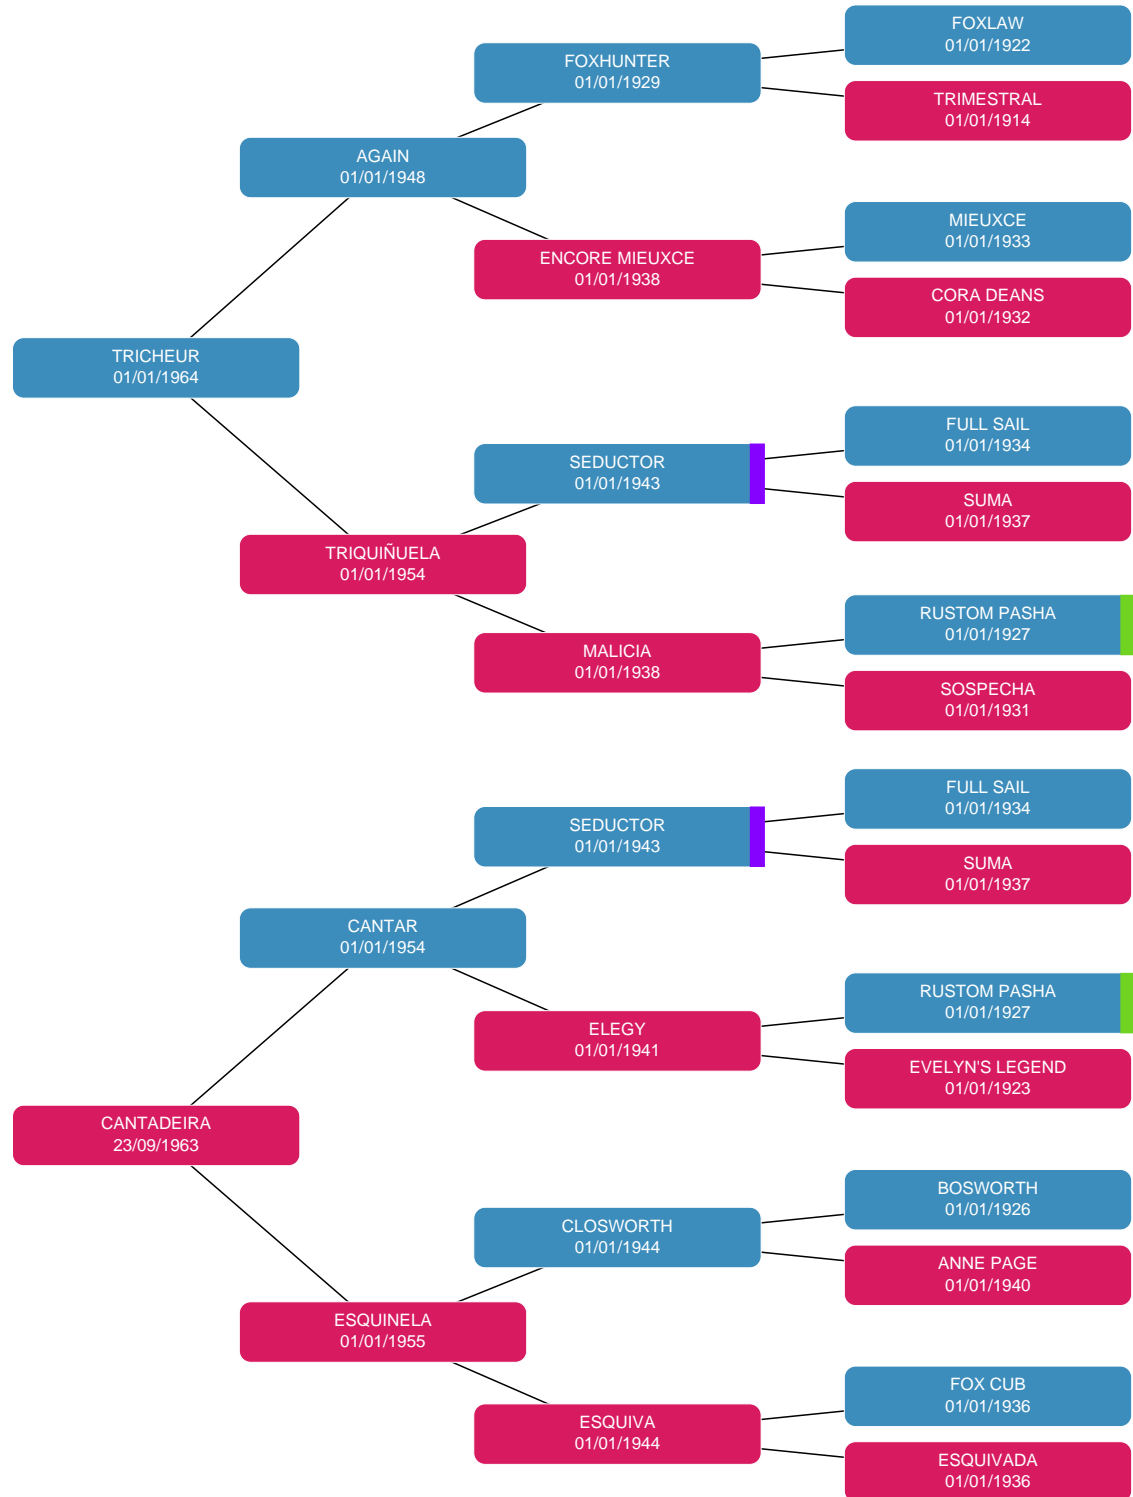 FOXLAW
01/01/1922
FOXHUNTER
01/01/1929
TRIMESTRAL
01/01/1914
AGAIN
01/01/1948
MIEUXCE
01/01/1933
ENCORE MIEUXCE
01/01/1938
CORA DEANS
01/01/1932
TRICHEUR
01/01/1964
FULL SAIL
01/01/1934
SEDUCTOR
01/01/1943
SUMA
01/01/1937
TRIQUIÑUELA
01/01/1954
RUSTOM PASHA
01/01/1927
MALICIA
01/01/1938
SOSPECHA
01/01/1931
FULL SAIL
01/01/1934
SEDUCTOR
01/01/1943
SUMA
01/01/1937
CANTAR
01/01/1954
RUSTOM PASHA
01/01/1927
ELEGY
01/01/1941
EVELYN'S LEGEND
01/01/1923
CANTADEIRA
23/09/1963
BOSWORTH
01/01/1926
CLOSWORTH
01/01/1944
ANNE PAGE
01/01/1940
ESQUINELA
01/01/1955
FOX CUB
01/01/1936
ESQUIVA
01/01/1944
ESQUIVADA
01/01/1936